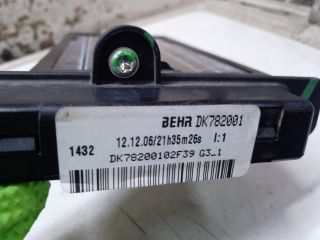 BEHR DK782001
1432 12.12.06/21h35m26s I:1
DK78200102F39 G3_1